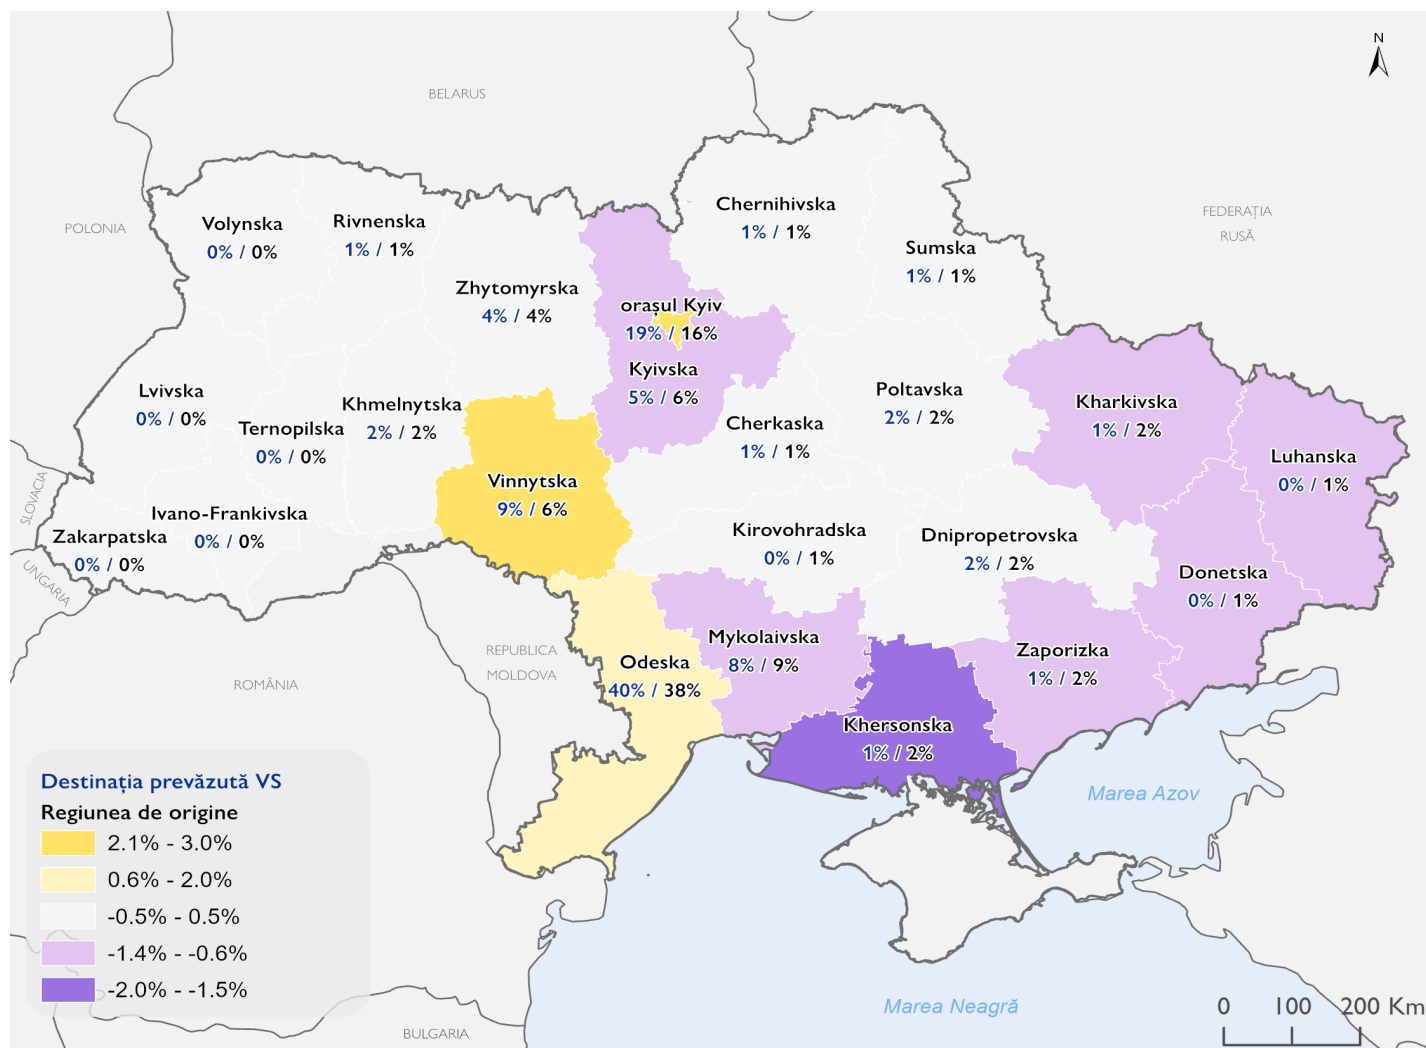 N
BELARUS
POLONIA
FEDERAȚIA
RUSĂ
Volynska
0% / 0%
Rivnenska
1% / 1%
Zhytomyrska
4% / 4%
Chernihivska
1% / 1%
Sumska
1% / 1%
orașul Kyiv
19% / 16%
Kyivska
5% / 6%
Lvivska
0% / 0%
Ternopilska
0% / 0%
Khmelnytska
2% / 2%
Vinnytska
9% / 6%
Cherkaska
1% / 1%
Poltavska
2% / 2%
Kharkivska
1% / 2%
Luhanska
0% / 1%
SLOVACIA
Zakarpatska
0% / 0%
Ivano-Frankivska
0% / 0%
UNGARIA
Kirovohradska
0% / 1%
Dnipropetrovska
2% / 2%
Donetska
0% / 1%
ROMÂNIA
REPUBLICA
MOLDOVA
Odeska
40% / 38%
Mykolaivska
8% / 9%
Zaporizka
1% / 2%
Khersonska
1% / 2%
Marea Azov
Destinația prevăzută VS
Regiunea de origine
2.1% - 3.0%
0.6% - 2.0%
-0.5% - 0.5%
-1.4% - -0.6%
-2.0% - -1.5%
Marea Neagră
BULGARIA
0 100 200 Km